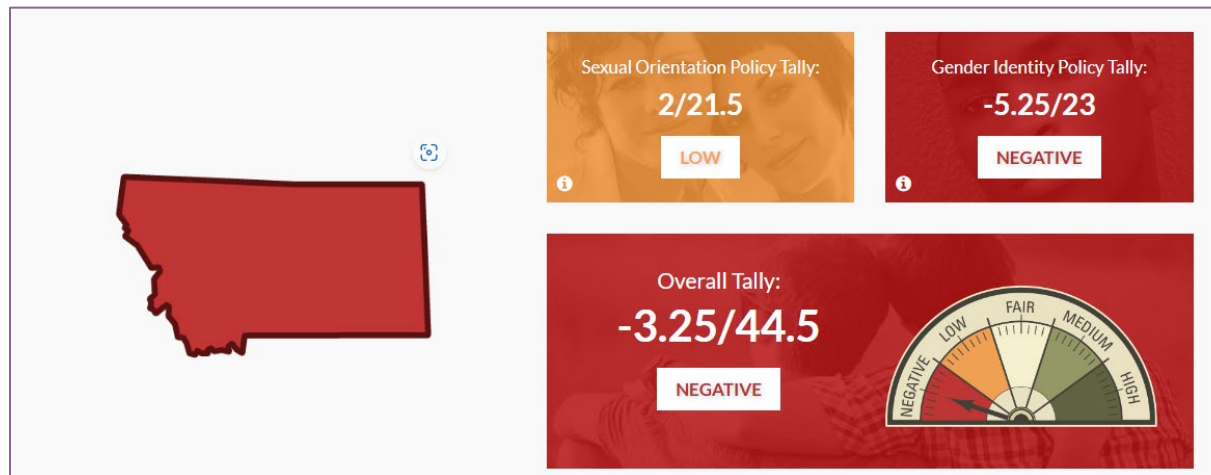 Sexual Orientation Policy Tally:
2/21.5
LOW
i
Gender Identity Policy Tally:
-5.25/23
NEGATIVE
i
Overall Tally:
-3.25/44.5
NEGATIVE
NEGATIVE
LOW
FAIR
MEDIUM
HIGH